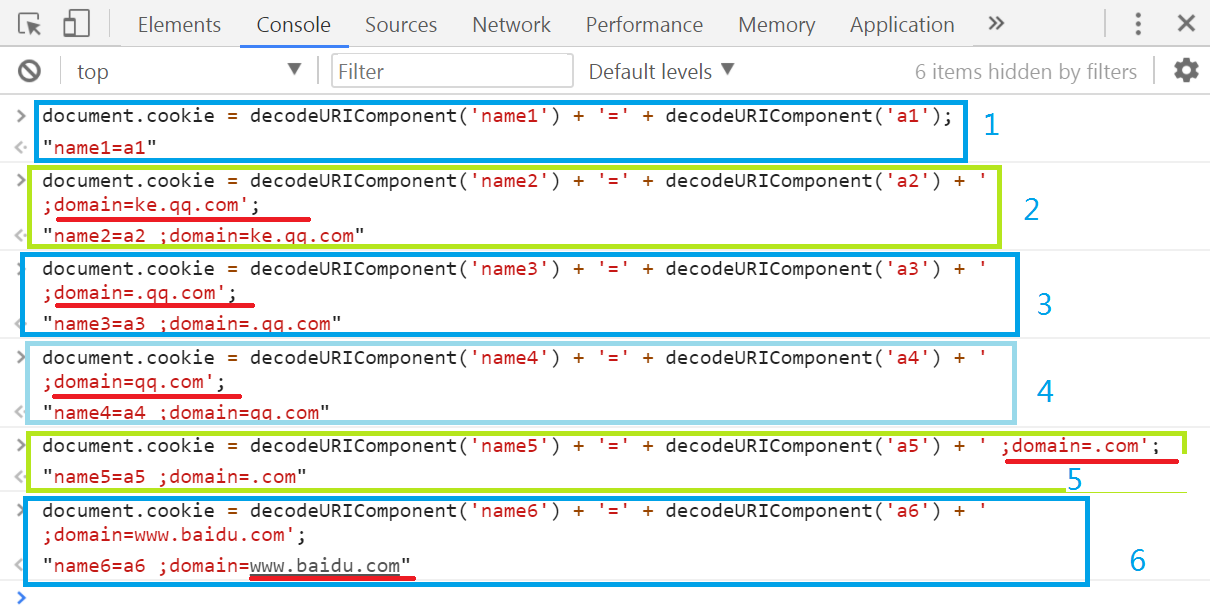 Elements Console Sources Network Performance Memory Application »
top Filter Default levels 6 items hidden by filters
> document.cookie = decodeURIComponent('name1') + '=' + decodeURIComponent('a1'); 1
"name1=a1"
> document.cookie = decodeURIComponent('name2') + '=' + decodeURIComponent('a2') + '
;domain=ke.qq.com'; 2
"name2=a2 ;domain=ke.qq.com"
> document.cookie = decodeURIComponent('name3') + '=' + decodeURIComponent('a3') + '
;domain=.qq.com'; 3
"name3=a3 ;domain=.qq.com"
> document.cookie = decodeURIComponent('name4') + '=' + decodeURIComponent('a4') + '
;domain=qq.com'; 4
"name4=a4 ;domain=qq.com"
> document.cookie = decodeURIComponent('name5') + '=' + decodeURIComponent('a5') + ' ;domain=.com';
"name5=a5 ;domain=.com" 5
> document.cookie = decodeURIComponent('name6') + '=' + decodeURIComponent('a6') + '
;domain=www.baidu.com';
"name6=a6 ;domain=www.baidu.com" 6
>